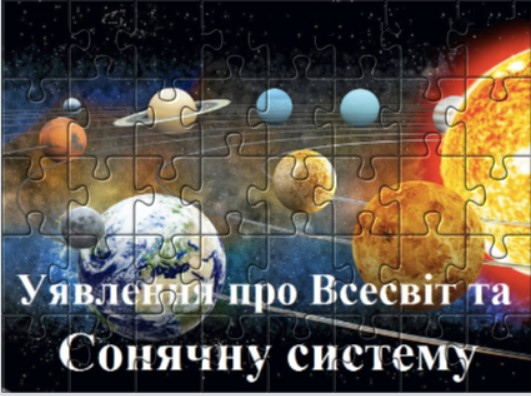 Уявлення про Всесвіт та
Сонячну систему